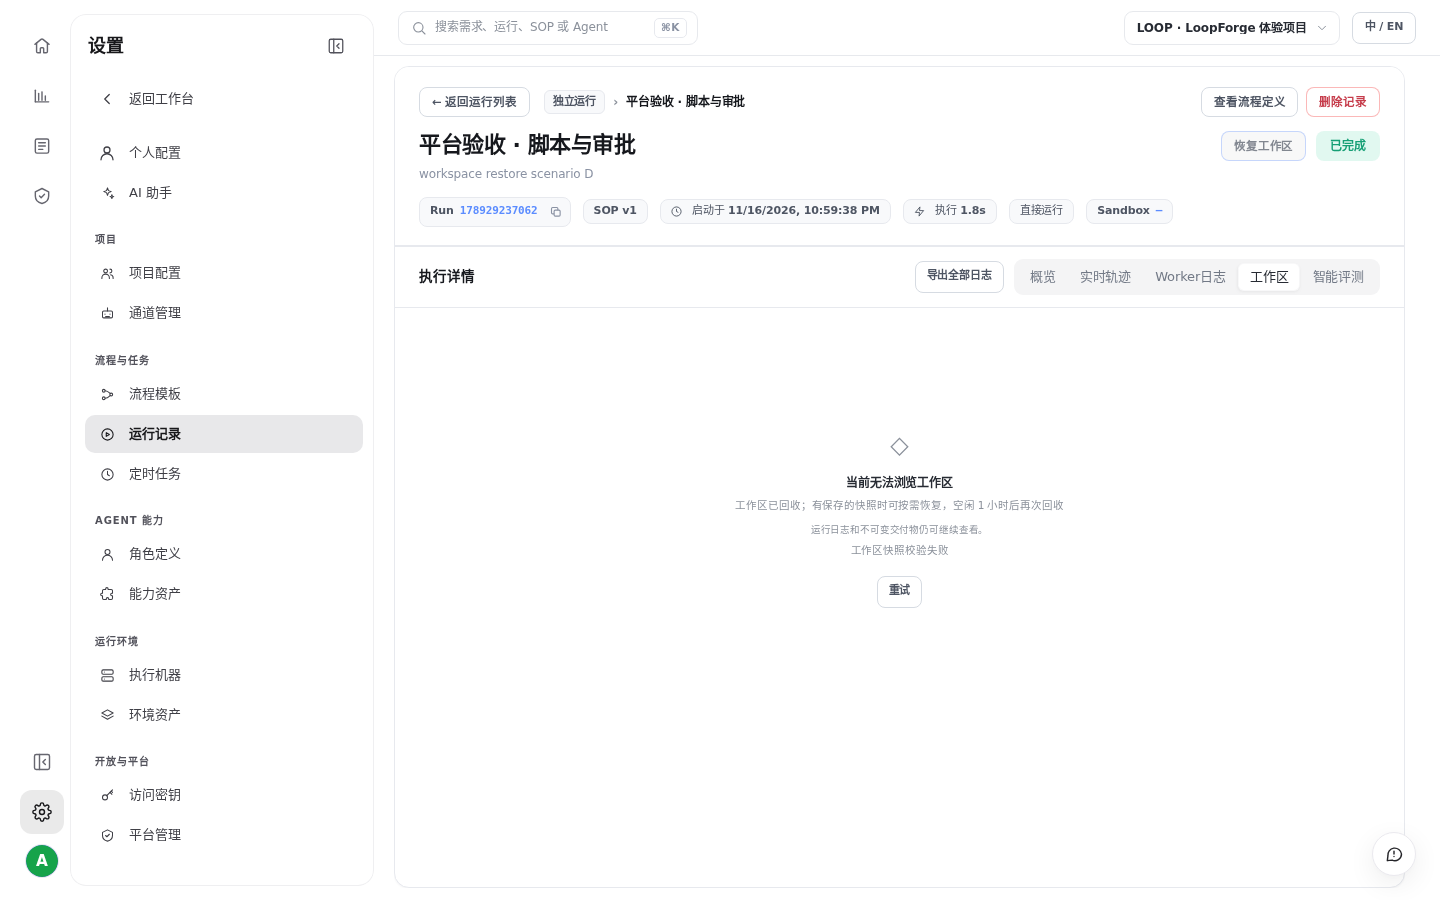 设置
返回工作台
个人配置
AI 助手
项目
项目配置
通道管理
流程与任务
流程模板
运行记录
定时任务
AGENT 能力
角色定义
能力资产
运行环境
执行机器
环境资产
开放与平台
访问密钥
平台管理
A
搜索需求、运行、SOP 或 Agent ⌘K
LOOP · LoopForge 体验项目
中 / EN
← 返回运行列表 独立运行 › 平台验收 · 脚本与审批
查看流程定义 删除记录
平台验收 · 脚本与审批
恢复工作区 已完成
workspace restore scenario D
Run 178929237062 SOP v1 启动于 11/16/2026, 10:59:38 PM 执行 1.8s 直接运行 Sandbox –
执行详情
导出全部日志 概览 实时轨迹 Worker日志 工作区 智能评测
当前无法浏览工作区
工作区已回收；有保存的快照时可按需恢复，空闲 1 小时后再次回收
运行日志和不可变交付物仍可继续查看。
工作区快照校验失败
重试